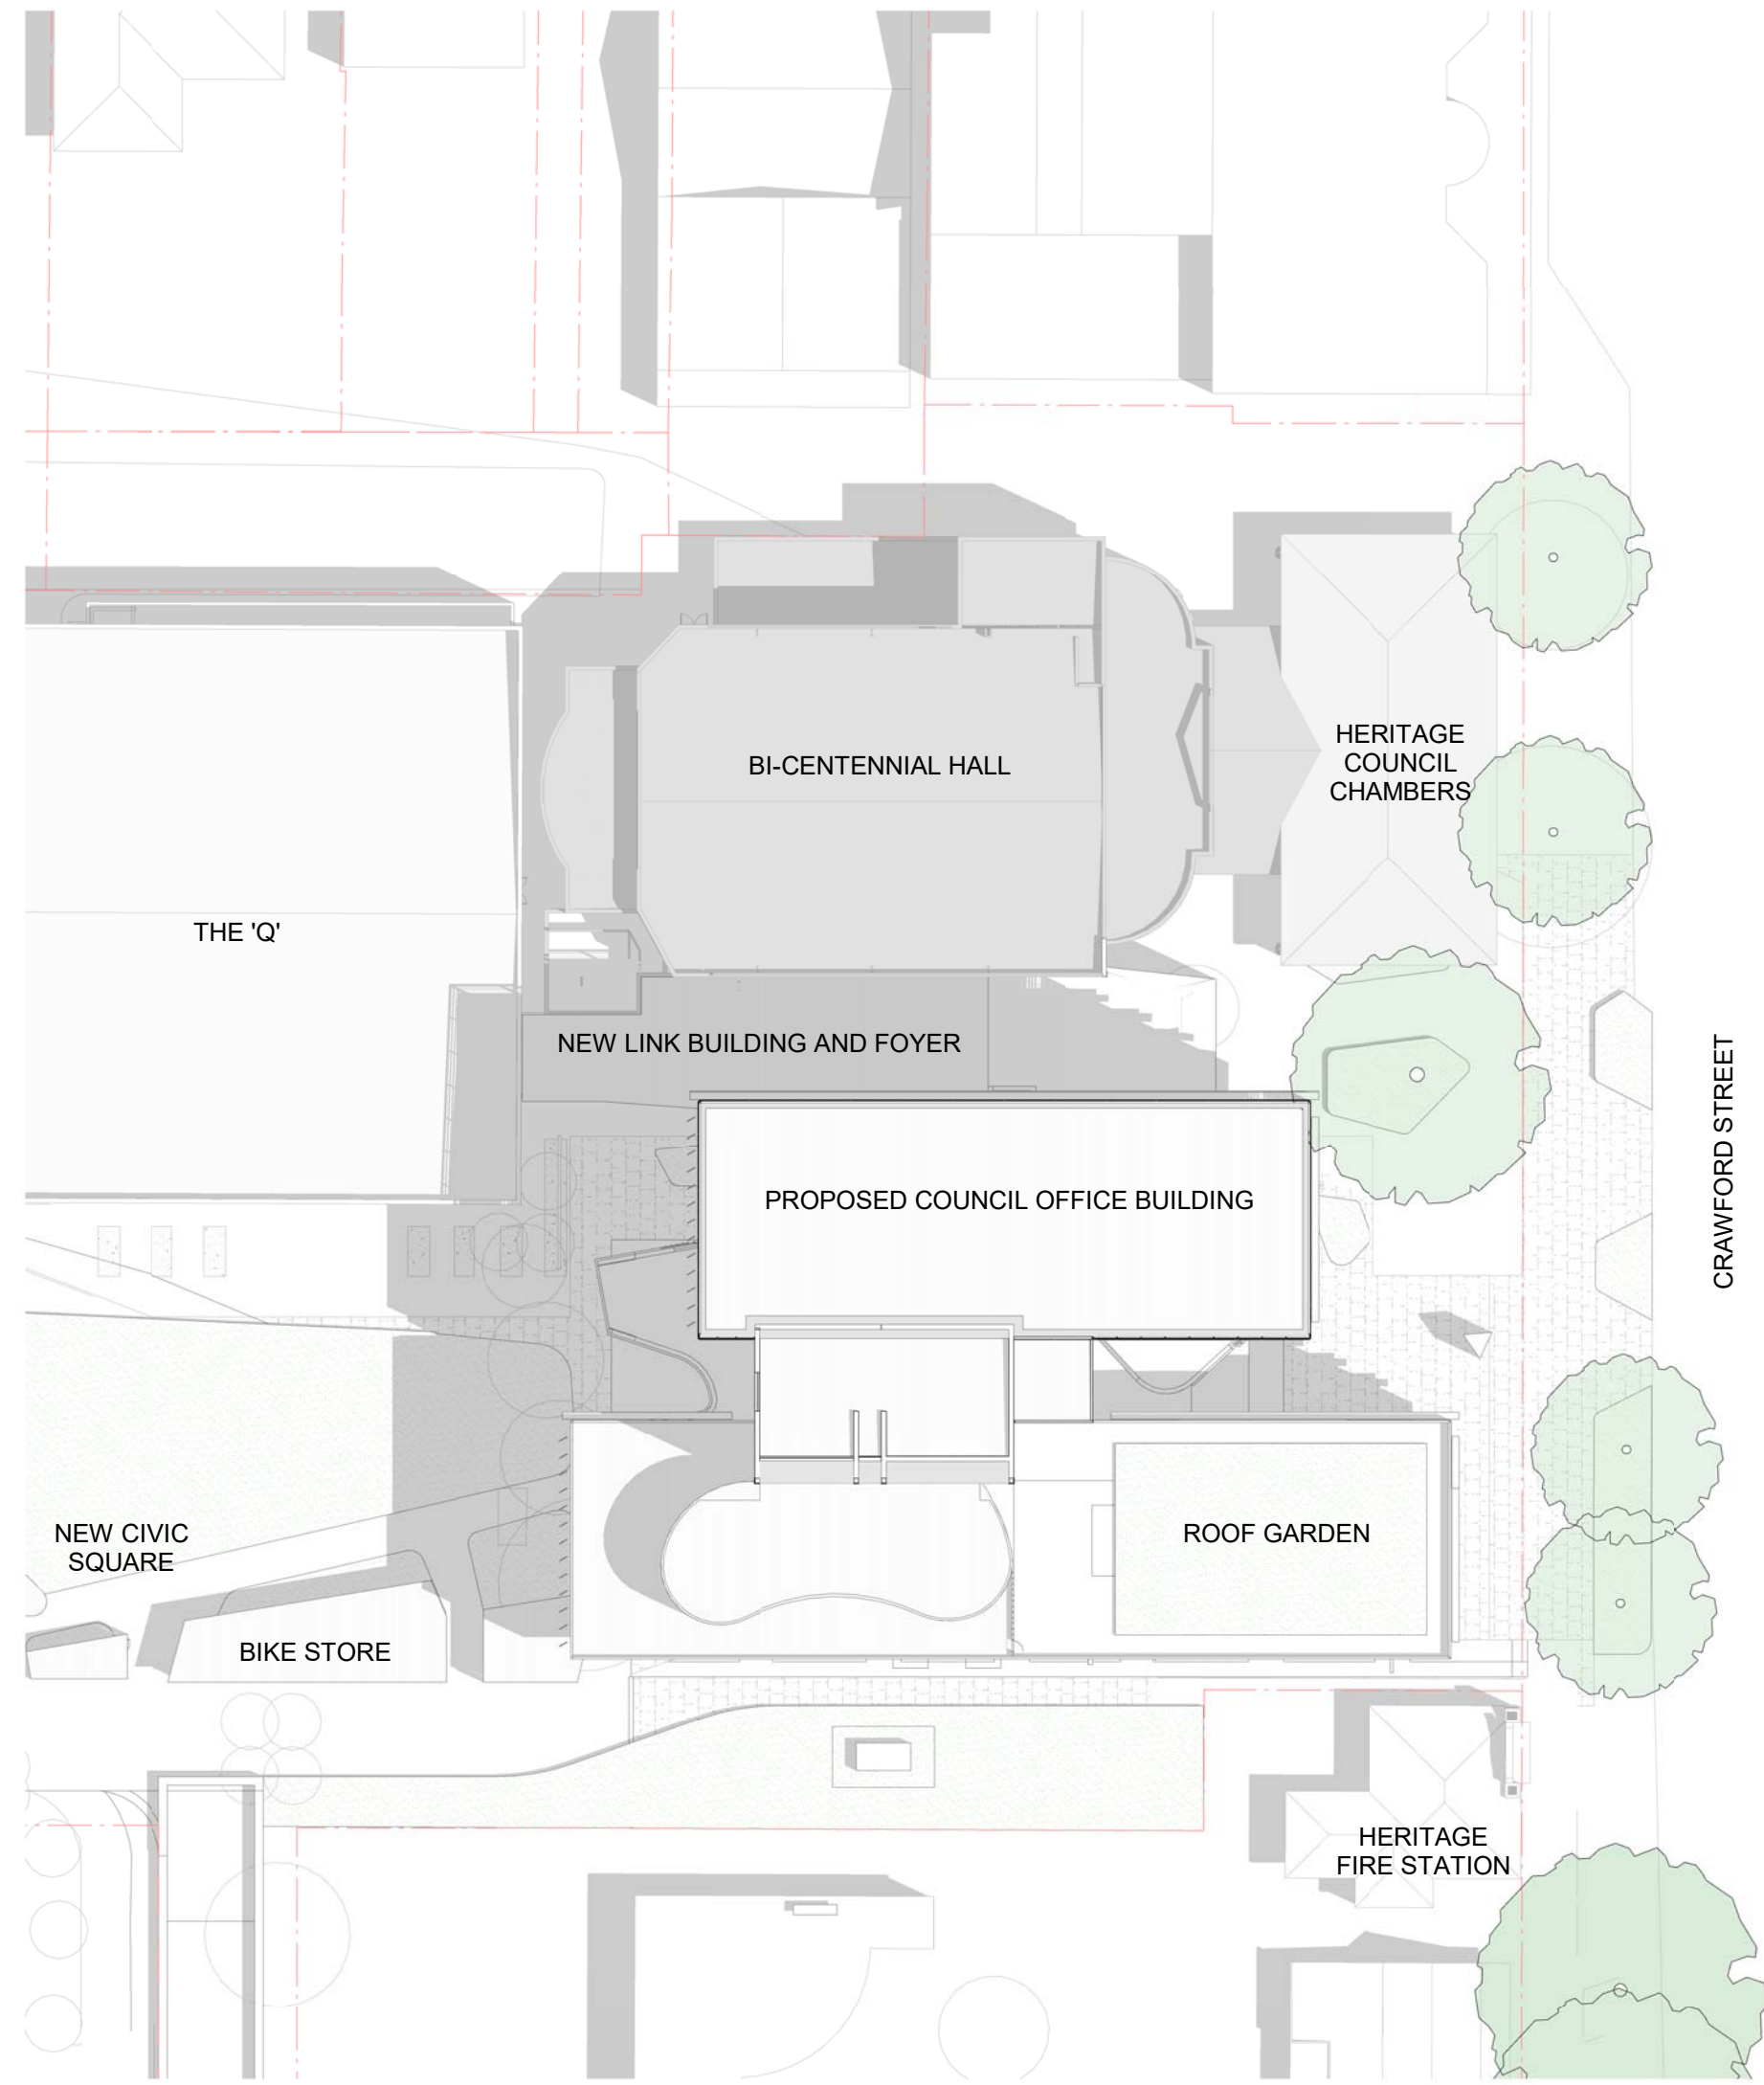 HERITAGE
COUNCIL
CHAMBERS
BI-CENTENNIAL HALL
THE 'Q'
NEW LINK BUILDING AND FOYER
CRAWFORD STREET
PROPOSED COUNCIL OFFICE BUILDING
NEW CIVIC
SQUARE
ROOF GARDEN
BIKE STORE
HERITAGE
FIRE STATION